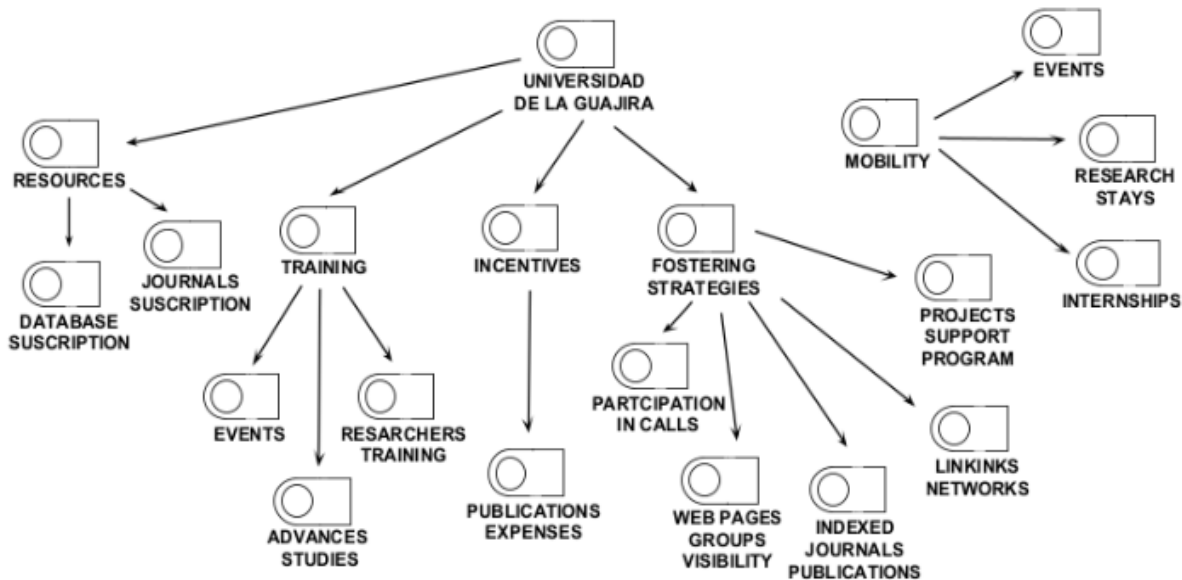 UNIVERSIDAD
DE LA GUAJIRA
EVENTS
MOBILITY
RESEARCH
STAYS
INTERNSHIPS
RESOURCES
JOURNALS
SUSCRIPTION
DATABASE
SUSCRIPTION
TRAINING
INCENTIVES
FOSTERING
STRATEGIES
PROJECTS
SUPPORT
PROGRAM
EVENTS
RESARCHERS
TRAINING
ADVANCES
STUDIES
PUBLICATIONS
EXPENSES
PARTCIPATION
IN CALLS
WEB PAGES
GROUPS
VISIBILITY
INDEXED
JOURNALS
PUBLICATIONS
LINKINKS
NETWORKS